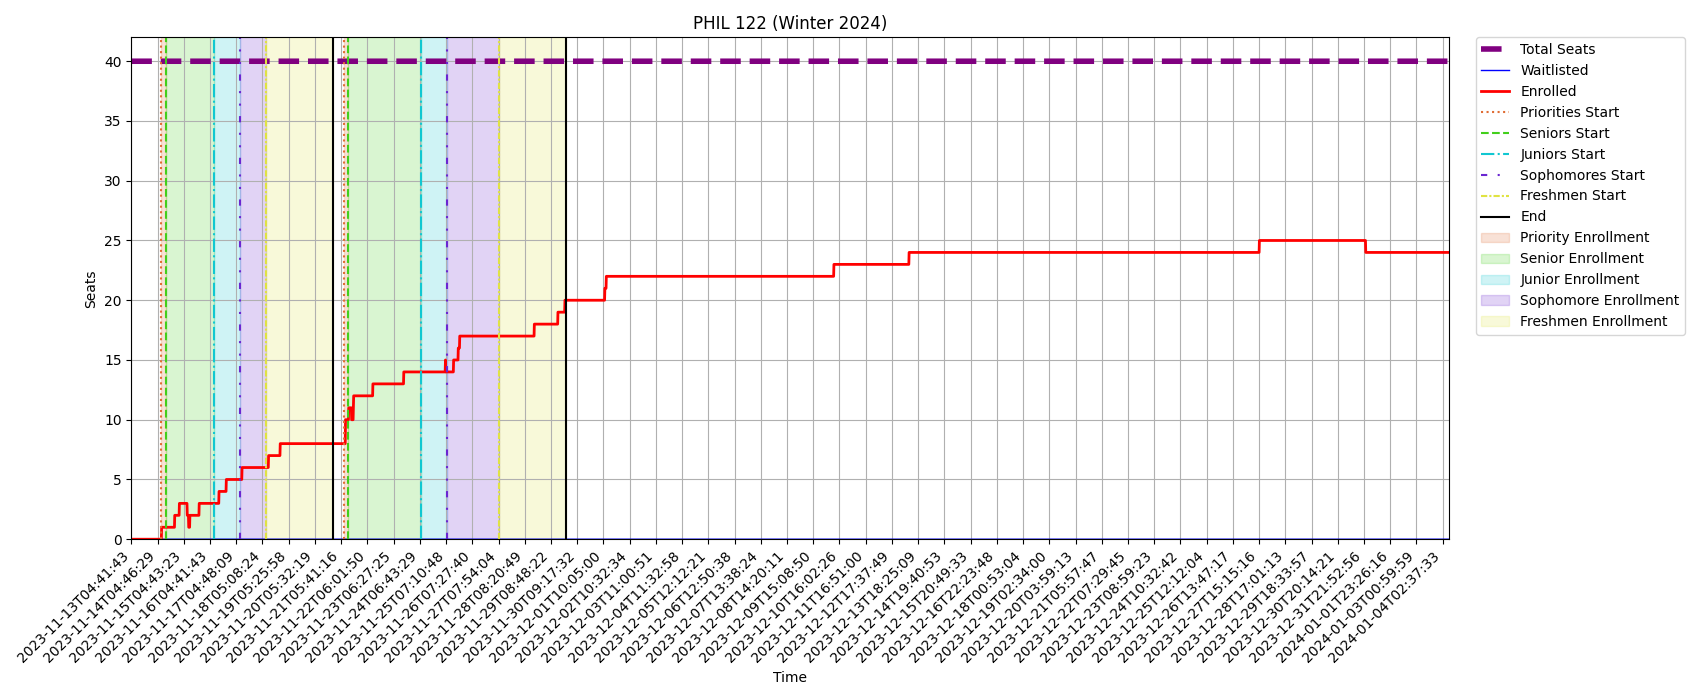 PHIL 122 (Winter 2024)
Seats
40
35
30
25
20
15
10
5
0
2023-11-13T04:41:43
2023-11-14T04:46:29
2023-11-15T04:43:23
2023-11-16T04:41:43
2023-11-17T04:48:09
2023-11-18T05:08:24
2023-11-19T05:25:58
2023-11-20T05:32:19
2023-11-21T05:41:16
2023-11-22T06:01:50
2023-11-23T06:27:25
2023-11-24T06:43:29
2023-11-25T07:10:48
2023-11-26T07:27:40
2023-11-27T07:54:04
2023-11-28T08:20:49
2023-11-29T08:48:22
2023-11-30T09:17:32
2023-12-01T10:05:00
2023-12-02T10:32:34
2023-12-03T11:00:51
2023-12-04T11:32:58
2023-12-05T12:12:21
2023-12-06T12:50:38
2023-12-07T13:38:24
2023-12-08T14:20:11
2023-12-09T15:08:50
2023-12-10T16:02:26
2023-12-11T16:51:00
2023-12-12T17:37:49
2023-12-13T18:25:09
2023-12-14T19:40:53
2023-12-15T20:49:33
2023-12-16T22:23:48
2023-12-18T00:53:04
2023-12-19T02:34:00
2023-12-20T03:59:13
2023-12-21T05:57:47
2023-12-22T07:29:45
2023-12-23T08:59:23
2023-12-24T10:32:42
2023-12-25T12:12:04
2023-12-26T13:47:17
2023-12-27T15:15:16
2023-12-28T17:01:13
2023-12-29T18:33:57
2023-12-30T20:14:21
2023-12-31T21:52:56
2024-01-01T23:26:16
2024-01-03T00:59:59
2024-01-04T02:37:33
Time
Total Seats
Waitlisted
Enrolled
Priorities Start
Seniors Start
Juniors Start
Sophomores Start
Freshmen Start
End
Priority Enrollment
Senior Enrollment
Junior Enrollment
Sophomore Enrollment
Freshmen Enrollment